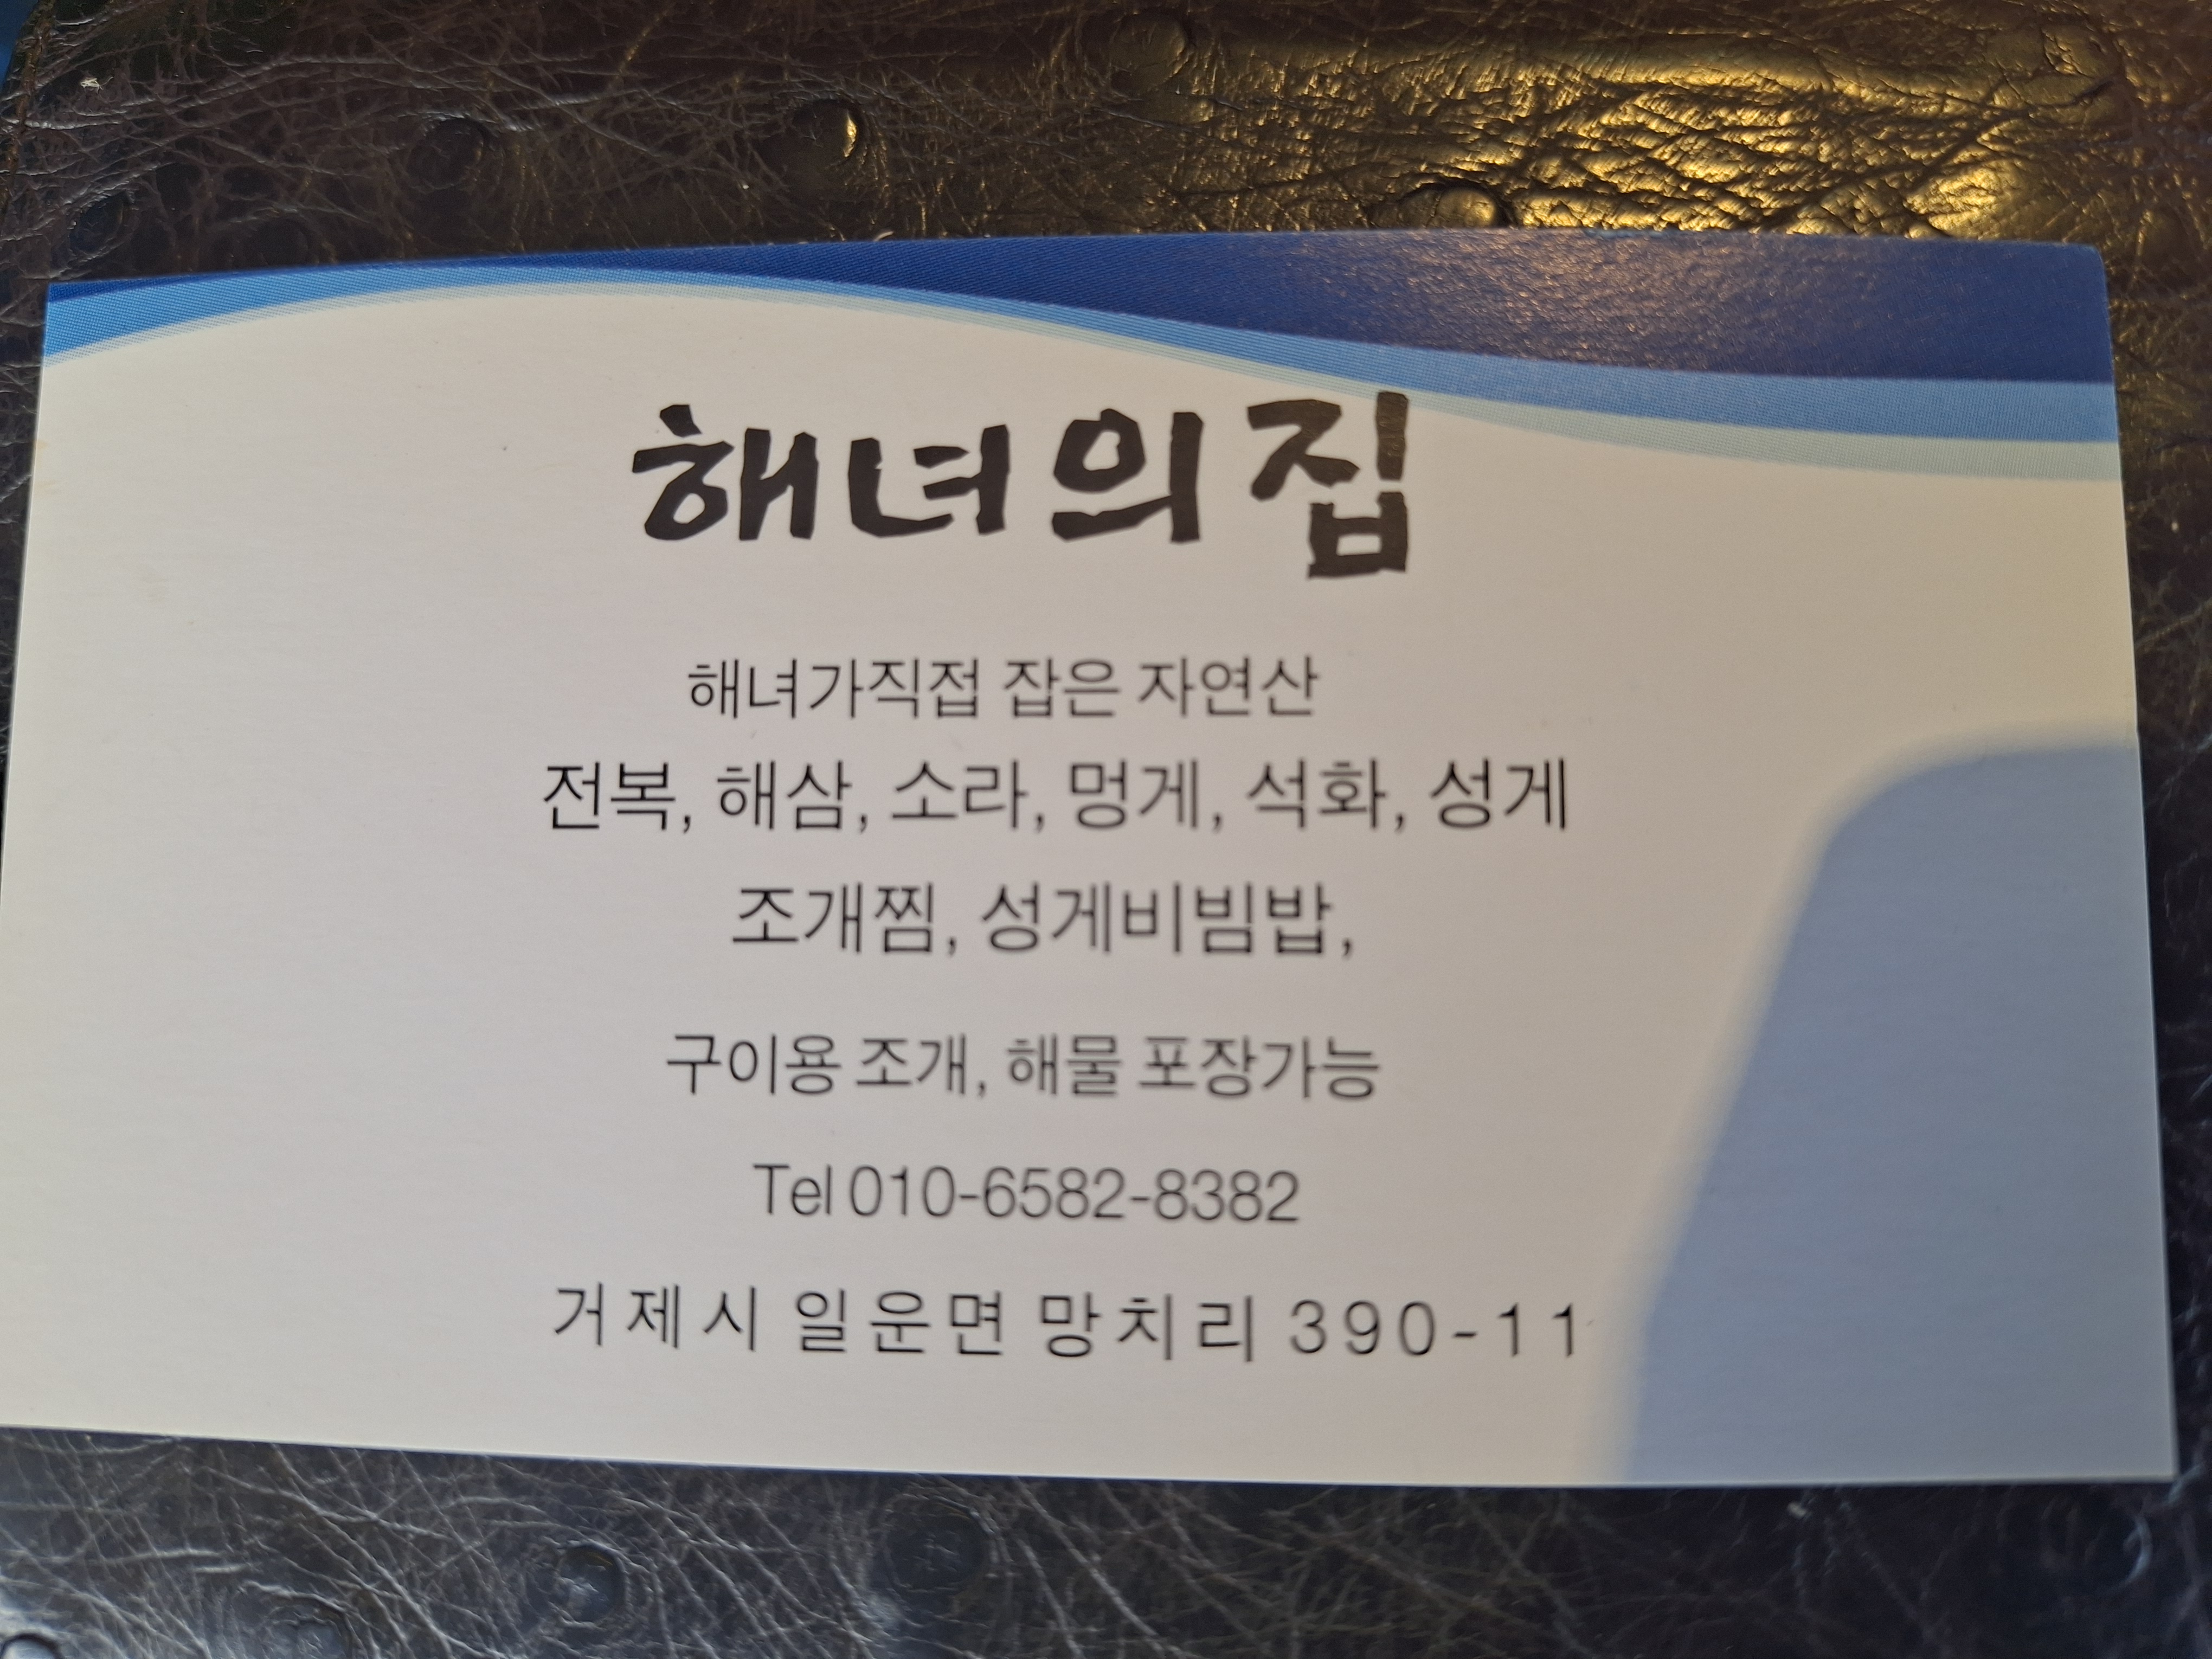 해녀의집
해녀가직접 잡은 자연산
전복, 해삼, 소라, 멍게, 석화, 성게
조개찜, 성게비빔밥,
구이용 조개, 해물 포장가능
Tel 010-6582-8382
거제시 일운면 망치리 390-11